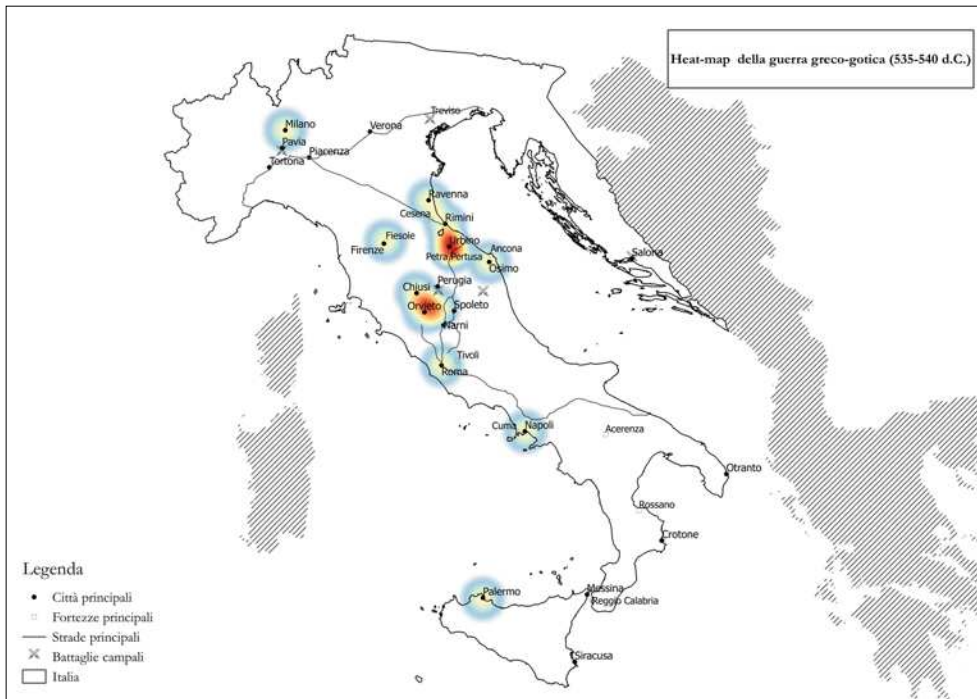 Heat-map della guerra greco-gotica (535-540 d.C.)
Treviso
Milano
Verona
Pavia
Piacenza
Tortona
Ravenna
Cesena
Rimini
Fiesole
Firenze
Urbino
Ancona
Petra Pertusa
Osimo
Salona
Perugia
Chiusi
Orvieto
Spoleto
Narni
Tivoli
Roma
Cuma
Napoli
Acerenza
Otranto
Rossano
Crotone
Palermo
Messina
Reggio Calabria
Siracusa
Legenda
Città principali
Fortezze principali
Strade principali
Battaglie campali
Italia